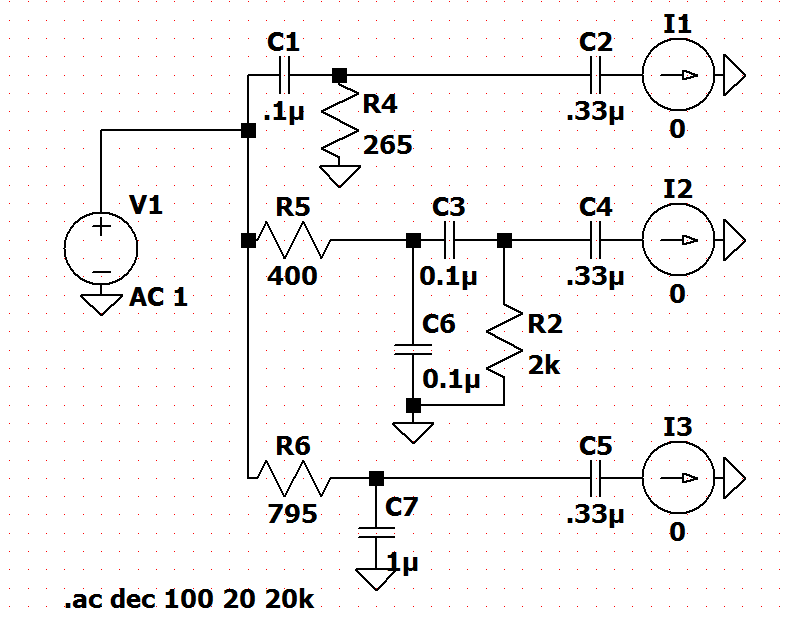 C1
.1µ
R4
265
C2
.33µ
I1
0
V1
AC 1
R5
400
C3
0.1µ
C6
0.1µ
R2
2k
C4
.33µ
I2
0
R6
795
C7
1µ
C5
.33µ
I3
0
.ac dec 100 20 20k